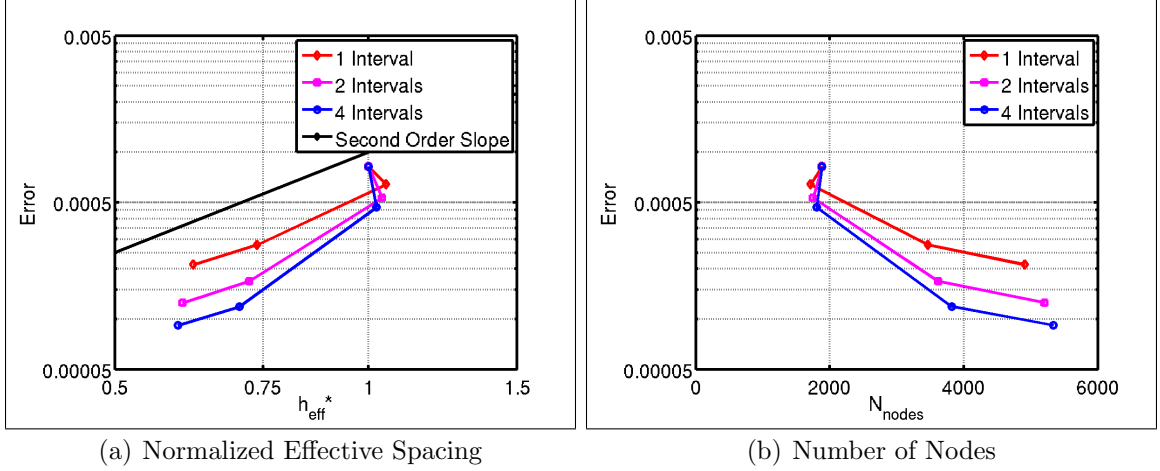 0.005
0.0005
0.00005
Error
0.5
0.75
1
1.5
h_eff*
1 Interval
2 Intervals
4 Intervals
Second Order Slope
(a) Normalized Effective Spacing
0.005
0.0005
0.00005
Error
0
2000
4000
6000
N_nodes
1 Interval
2 Intervals
4 Intervals
(b) Number of Nodes